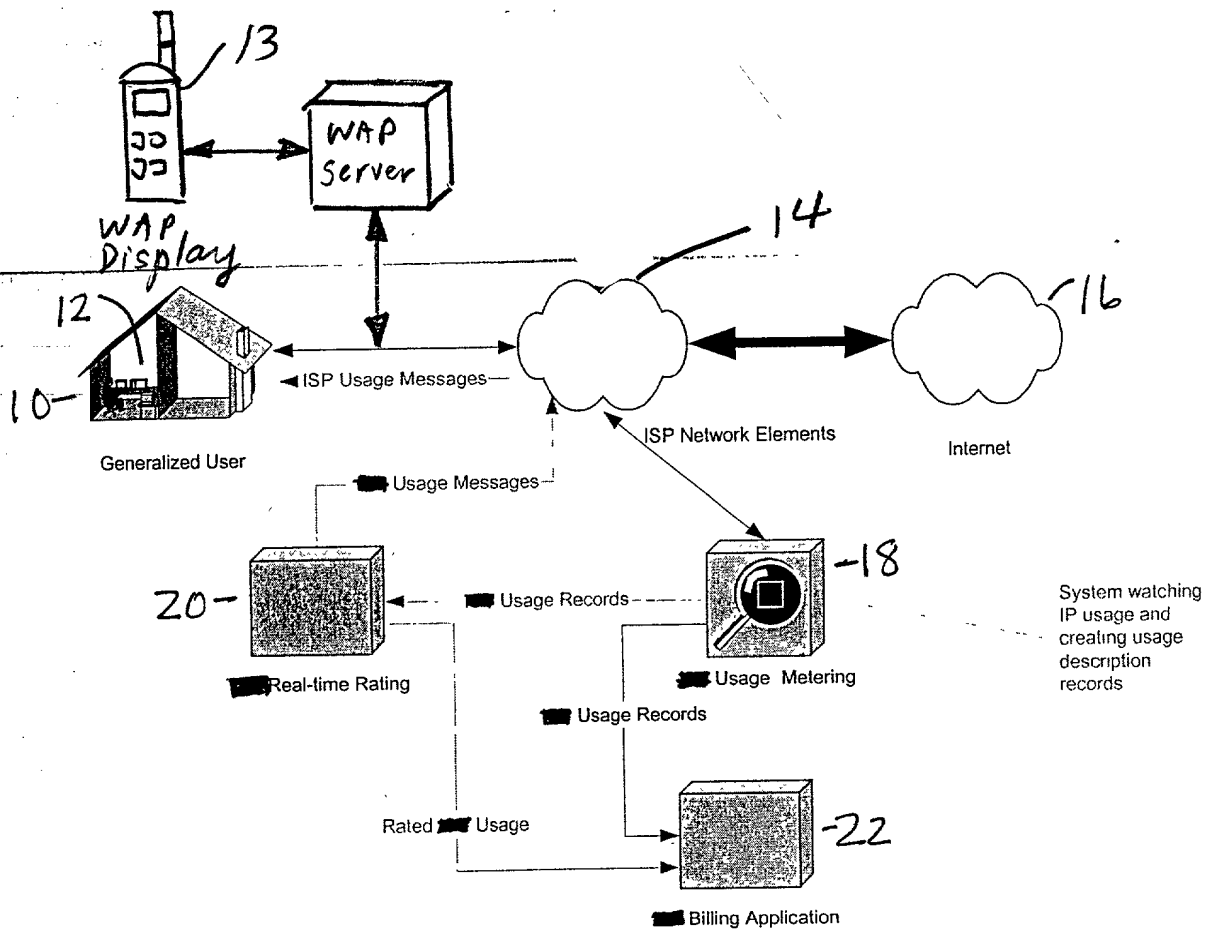 13
WAP
Server
WAP
Display
14
12
16
10
ISP Usage Messages
ISP Network Elements
Internet
Generalized User
Usage Messages
18
20
Usage Records
System watching
IP usage and
creating usage
description
records
Real-time Rating
Usage Metering
Usage Records
Rated Usage
22
Billing Application